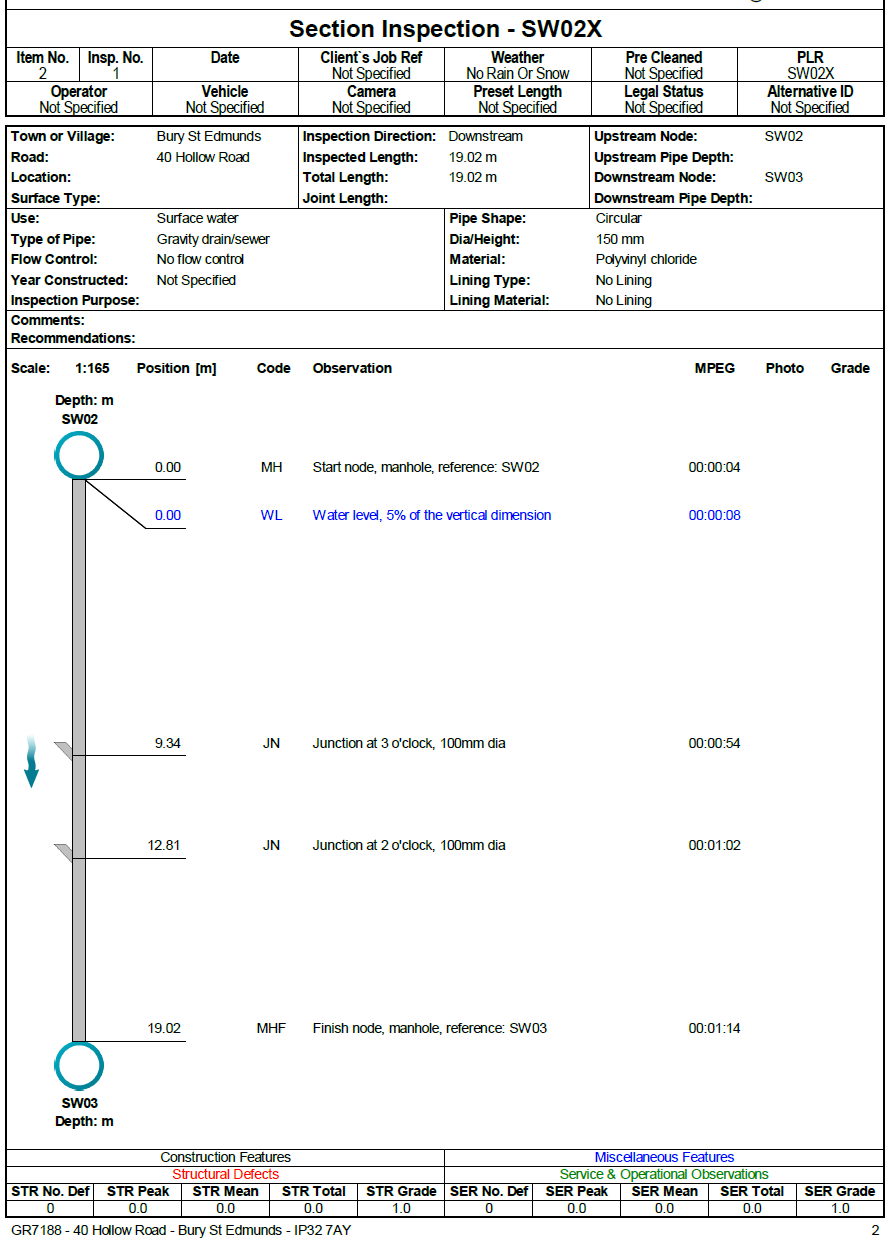 Section Inspection - SW02X
Item No. Insp. No. Date Client`s Job Ref Weather Pre Cleaned PLR
2 1 Not Specified No Rain Or Snow Not Specified SW02X
Operator Vehicle Camera Preset Length Legal Status Alternative ID
Not Specified Not Specified Not Specified Not Specified Not Specified Not Specified
Town or Village: Bury St Edmunds Inspection Direction: Downstream Upstream Node: SW02
Road: 40 Hollow Road Inspected Length: 19.02 m Upstream Pipe Depth:
Location: Total Length: 19.02 m Downstream Node: SW03
Surface Type: Joint Length: Downstream Pipe Depth:
Use: Surface water Pipe Shape: Circular
Type of Pipe: Gravity drain/sewer Dia/Height: 150 mm
Flow Control: No flow control Material: Polyvinyl chloride
Year Constructed: Not Specified Lining Type: No Lining
Inspection Purpose: Lining Material: No Lining
Comments:
Recommendations:
Scale: 1:165 Position [m] Code Observation MPEG Photo Grade
Depth: m
SW02
0.00 MH Start node, manhole, reference: SW02 00:00:04
0.00 WL Water level, 5% of the vertical dimension 00:00:08
9.34 JN Junction at 3 o'clock, 100mm dia 00:00:54
12.81 JN Junction at 2 o'clock, 100mm dia 00:01:02
19.02 MHF Finish node, manhole, reference: SW03 00:01:14
SW03
Depth: m
Construction Features Miscellaneous Features
Structural Defects Service & Operational Observations
STR No. Def STR Peak STR Mean STR Total STR Grade SER No. Def SER Peak SER Mean SER Total SER Grade
0 0.0 0.0 0.0 1.0 0 0.0 0.0 0.0 1.0
GR7188 - 40 Hollow Road - Bury St Edmunds - IP32 7AY 2